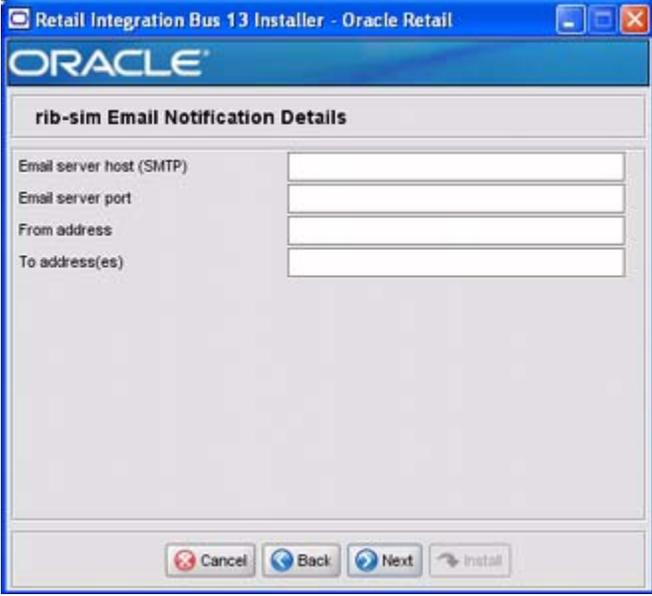 Retail Integration Bus 13 Installer - Oracle Retail
ORACLE®
rib-sim Email Notification Details
Email server host (SMTP)
Email server port
From address
To address(es)
Cancel Back Next Install